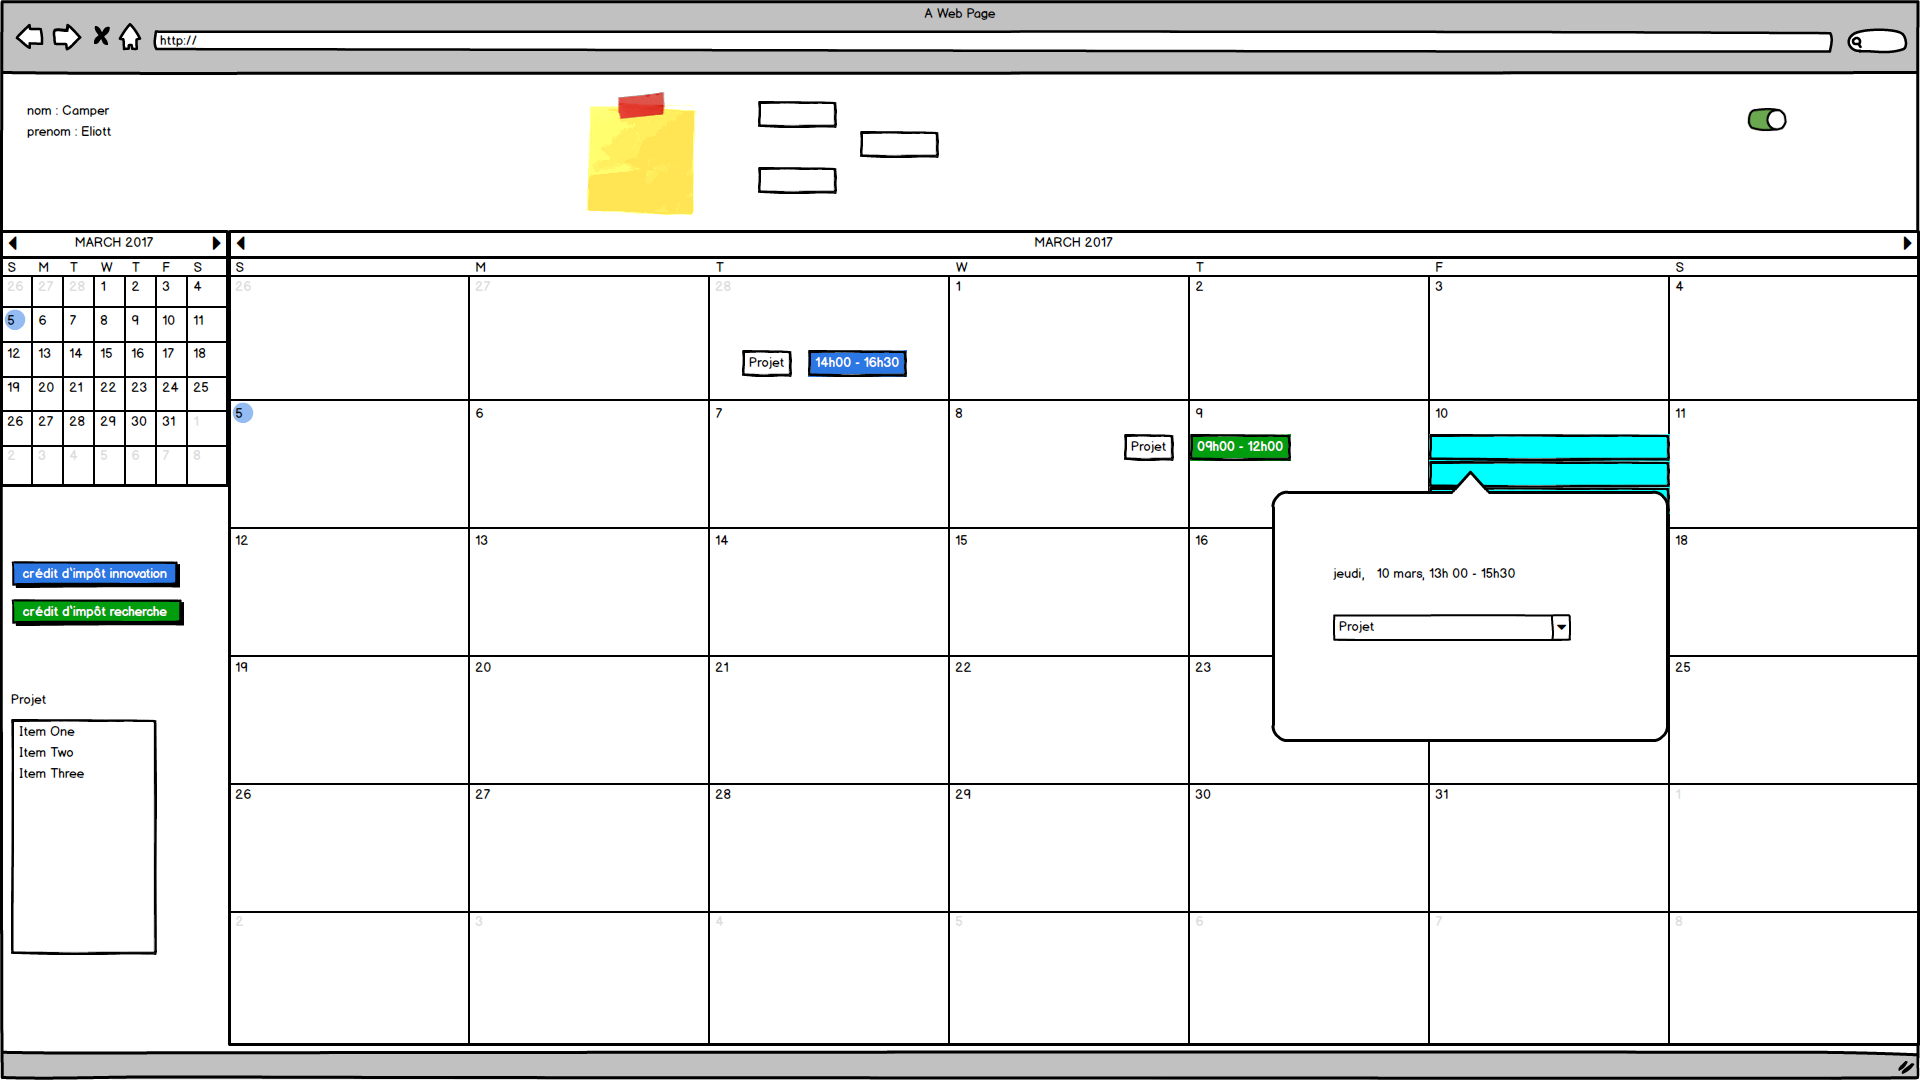 A Web Page
http://
nom : Camper
prenom : Eliott
MARCH 2017
S M T W T F S
26 27 28 1 2 3 4
5 6 7 8 9 10 11
12 13 14 15 16 17 18
19 20 21 22 23 24 25
26 27 28 29 30 31 1
2 3 4 5 6 7 8
crédit d'impôt innovation
crédit d'impôt recherche
Projet
Item One
Item Two
Item Three
MARCH 2017
S M T W T F S
26 27 28 1 2 3 4
Projet 14h00 - 16h30
5 6 7 8 9 10 11
Projet 09h00 - 12h00
12 13 14 15 16 18
jeudi, 10 mars, 13h 00 - 15h30
Projet
19 20 21 22 23 25
26 27 28 29 30 31 1
2 3 4 5 6 7 8